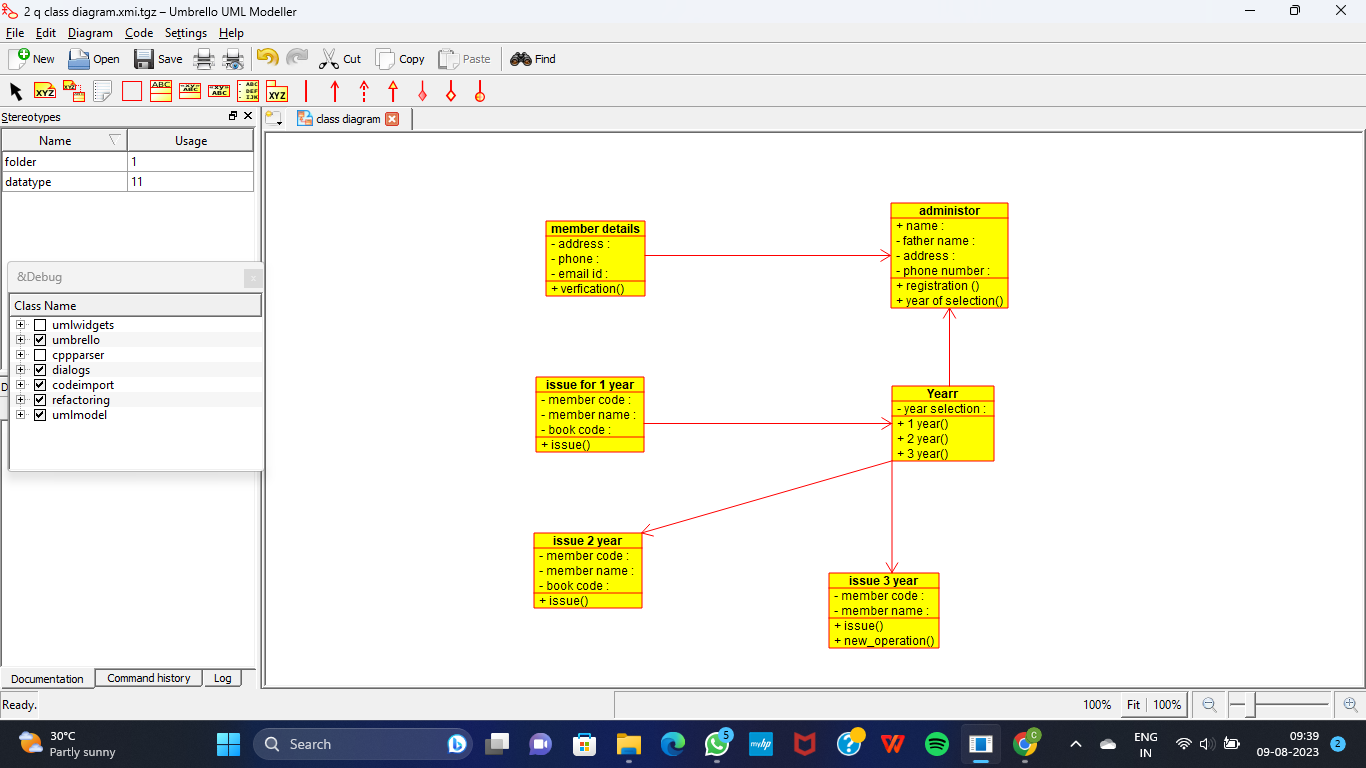 2 q class diagram.xmi.tgz – Umbrello UML Modeller
File Edit Diagram Code Settings Help
New Open Save Cut Copy Paste Find
XYZ XYZ ABC -xy= ABC -xy= ABC ABC DEF IJK XYZ
Stereotypes
class diagram
Name Usage
folder 1
datatype 11
&Debug
Class Name
umlwidgets
umbrello
cppparser
dialogs
codeimport
refactoring
umlmodel
D
member details
- address :
- phone :
- email id :
+ verfication()
administor
+ name :
- father name :
- address :
- phone number :
+ registration ()
+ year of selection()
issue for 1 year
- member code :
- member name :
- book code :
+ issue()
Yearr
- year selection :
+ 1 year()
+ 2 year()
+ 3 year()
issue 2 year
- member code :
- member name :
- book code :
+ issue()
issue 3 year
- member code :
- member name :
+ issue()
+ new_operation()
Documentation Command history Log
Ready.
100% Fit 100%
30°C
Partly sunny
Search
5
myhp
C
ENG
IN
09:39
09-08-2023
2